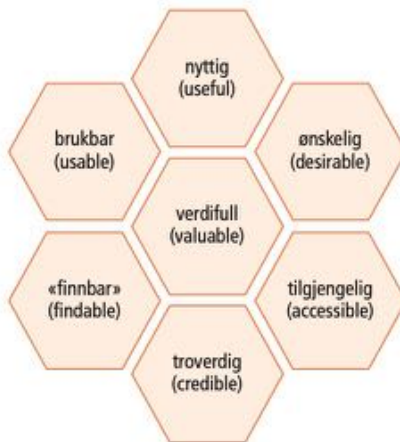 nyttig
(useful)
brukbar
(usable)
ønskelig
(desirable)
verdifull
(valuable)
«finnbar»
(findable)
tilgjengelig
(accessible)
troverdig
(credible)